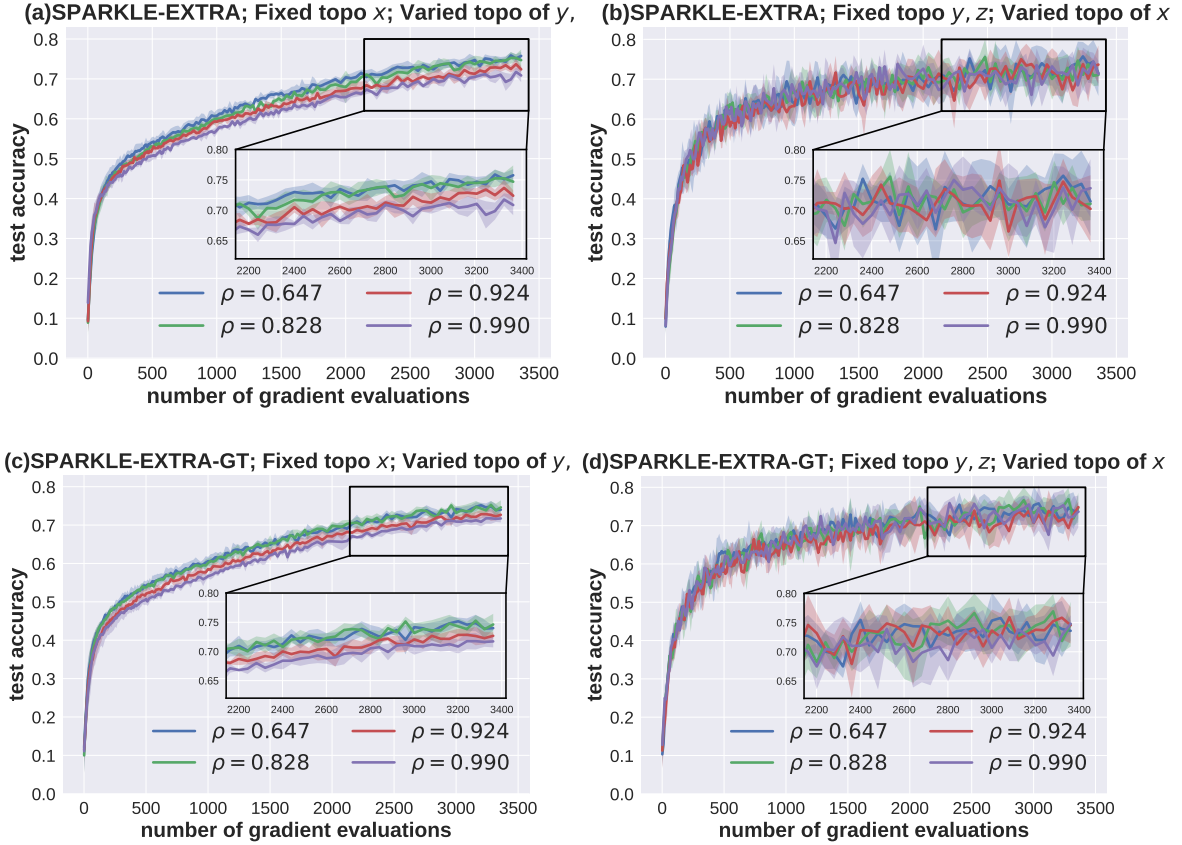 (a)SPARKLE-EXTRA; Fixed topo x; Varied topo of y,
0.8
0.7
0.6
0.5
0.4
0.3
0.2
0.1
0.0
test accuracy
0.80
0.75
0.70
0.65
2200 2400 2600 2800 3000 3200 3400
ρ = 0.647 ρ = 0.924
ρ = 0.828 ρ = 0.990
0 500 1000 1500 2000 2500 3000 3500
number of gradient evaluations
(b)SPARKLE-EXTRA; Fixed topo y, z; Varied topo of x
0.8
0.7
0.6
0.5
0.4
0.3
0.2
0.1
0.0
test accuracy
0.80
0.75
0.70
0.65
2200 2400 2600 2800 3000 3200 3400
ρ = 0.647 ρ = 0.924
ρ = 0.828 ρ = 0.990
0 500 1000 1500 2000 2500 3000 3500
number of gradient evaluations
(c)SPARKLE-EXTRA-GT; Fixed topo x; Varied topo of y,
0.8
0.7
0.6
0.5
0.4
0.3
0.2
0.1
0.0
test accuracy
0.80
0.75
0.70
0.65
2200 2400 2600 2800 3000 3200 3400
ρ = 0.647 ρ = 0.924
ρ = 0.828 ρ = 0.990
0 500 1000 1500 2000 2500 3000 3500
number of gradient evaluations
(d)SPARKLE-EXTRA-GT; Fixed topo y, z; Varied topo of x
0.8
0.7
0.6
0.5
0.4
0.3
0.2
0.1
0.0
test accuracy
0.80
0.75
0.70
0.65
2200 2400 2600 2800 3000 3200 3400
ρ = 0.647 ρ = 0.924
ρ = 0.828 ρ = 0.990
0 500 1000 1500 2000 2500 3000 3500
number of gradient evaluations